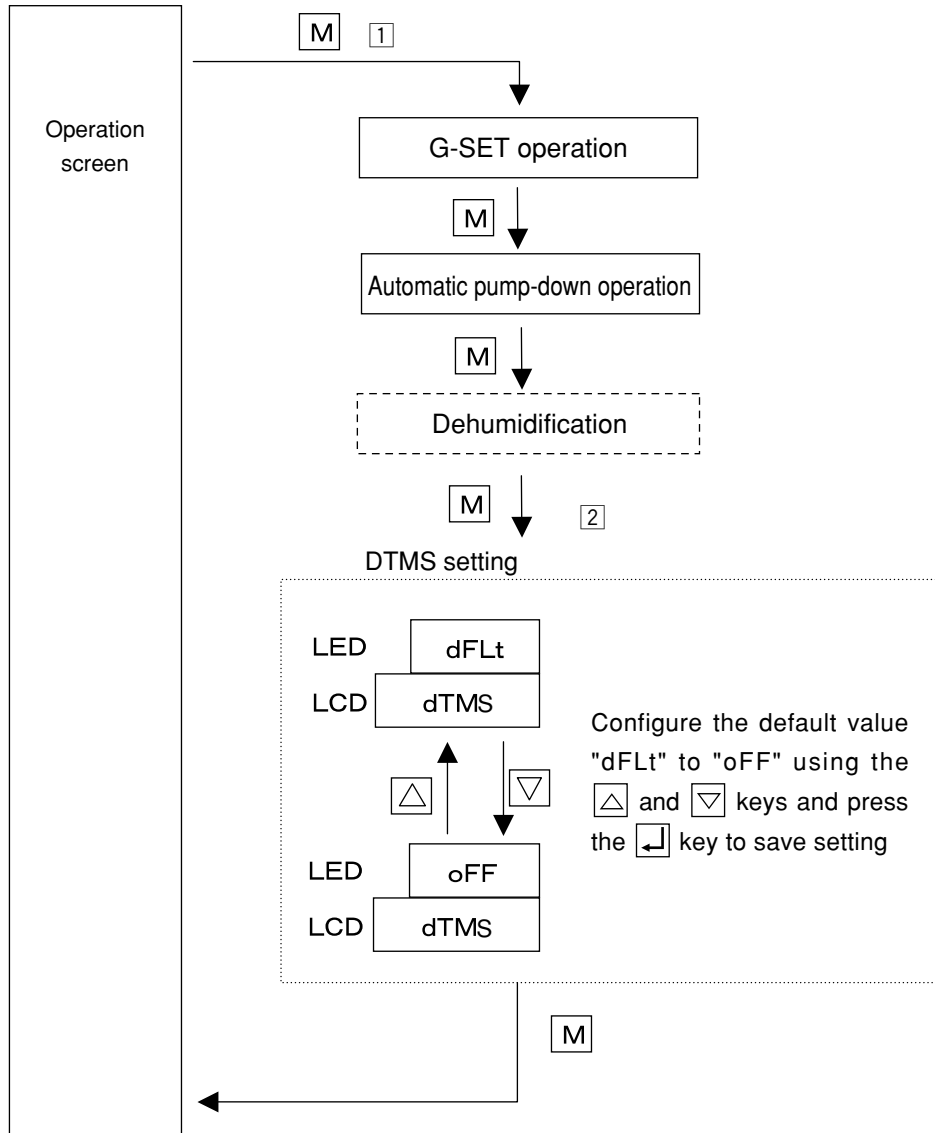 M 1
Operation
screen
G-SET operation
M
Automatic pump-down operation
M
Dehumidification
M 2
DTMS setting
LED dFLt
LCD dTMS
Configure the default value
"dFLt" to "oFF" using the
△ and ▽ keys and press
the ↵ key to save setting
△ ▽
LED oFF
LCD dTMS
M